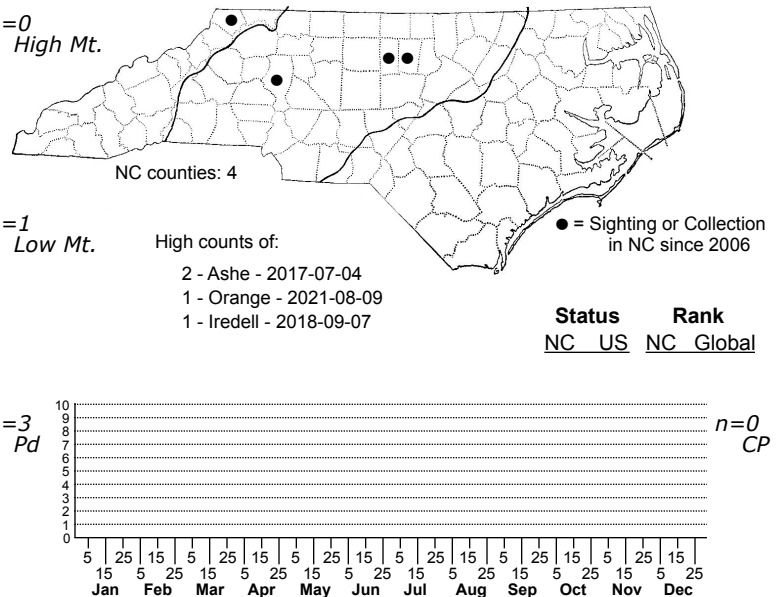 =0
High Mt.
NC counties: 4
=1
Low Mt.
High counts of:
2 - Ashe - 2017-07-04
1 - Orange - 2021-08-09
1 - Iredell - 2018-09-07
● = Sighting or Collection
in NC since 2006
Status Rank
NC US NC Global
=3
Pd
n=0
CP
10
9
8
7
6
5
4
3
2
1
0
5 25 15 5 25 15 5 25 15 5 25 15 5 25 15 5 25 15
15 5 25 15 5 25 15 5 25 15 5 25 15 5 25 15 5 25
Jan Feb Mar Apr May Jun Jul Aug Sep Oct Nov Dec